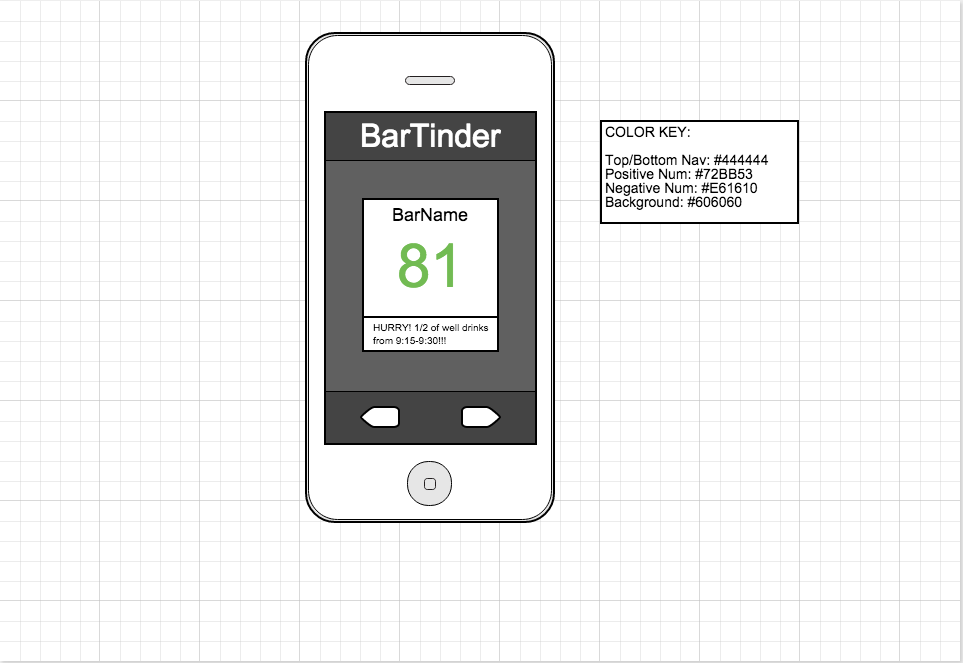 BarTinder
BarName
81
HURRY! 1/2 of well drinks
from 9:15-9:30!!!
COLOR KEY:
Top/Bottom Nav: #444444
Positive Num: #72BB53
Negative Num: #E61610
Background: #606060